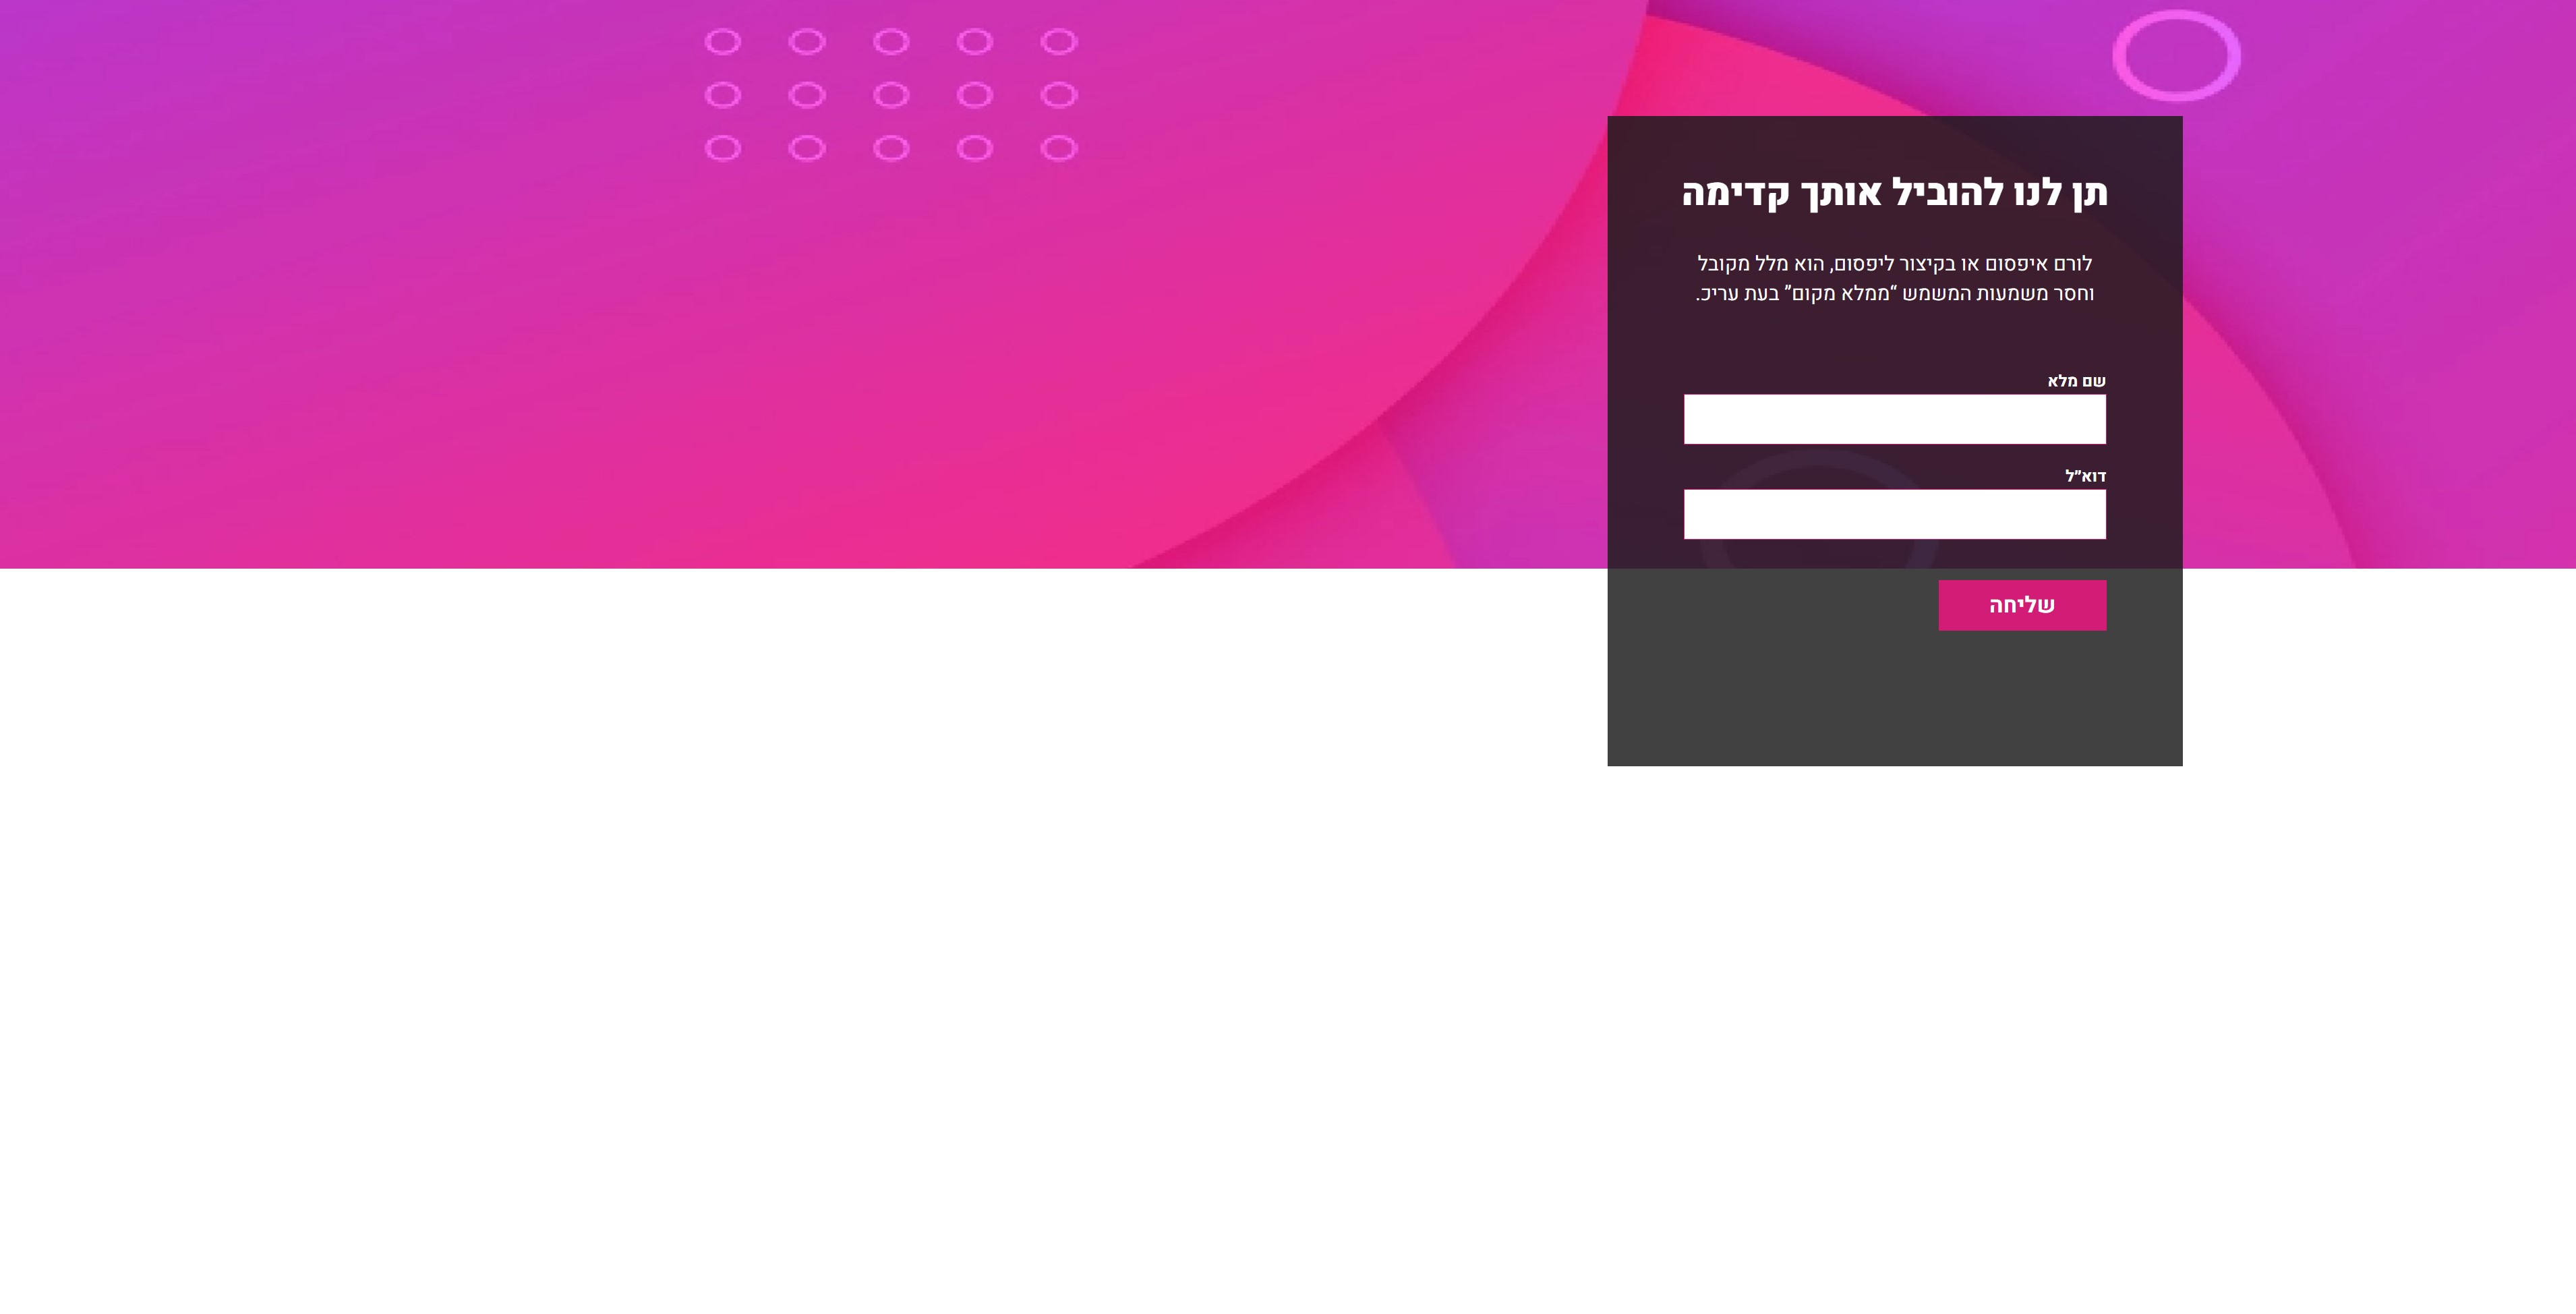 תן לנו להוביל אותך קדימה
לורם איפסום או בקיצור ליפסום, הוא מלל מקובל
וחסר משמעות המשמש “ממלא מקום” בעת עריכ.
שם מלא
דוא״ל
שליחה